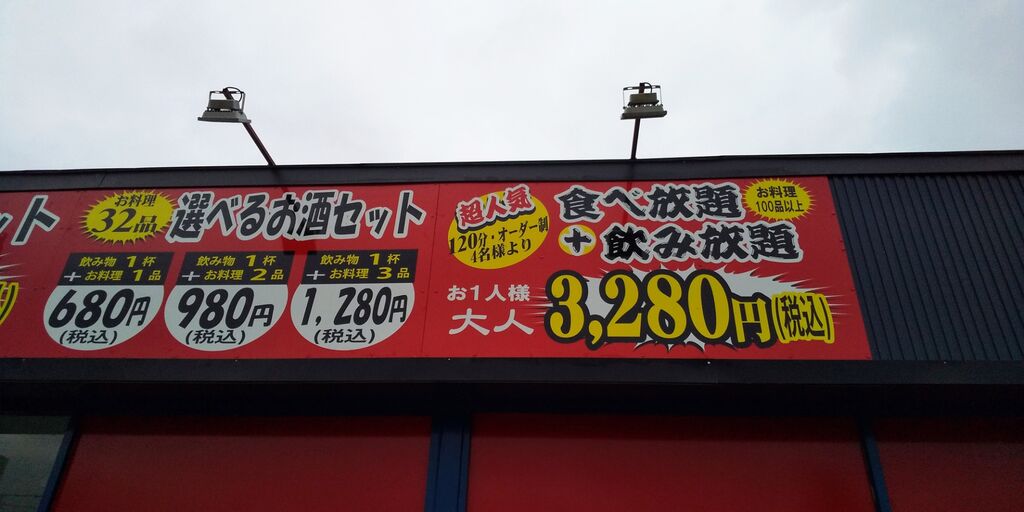 ット
お料理
32品
選べるお酒セット
飲み物 1杯
+お料理 1品
680円
(税込)
飲み物 1杯
+お料理 2品
980円
(税込)
飲み物 1杯
+お料理 3品
1,280円
(税込)
超人気
120分・オーダー制
4名様より
食べ放題
+飲み放題
お料理
100品以上
お1人様
大人
3,280円(税込)